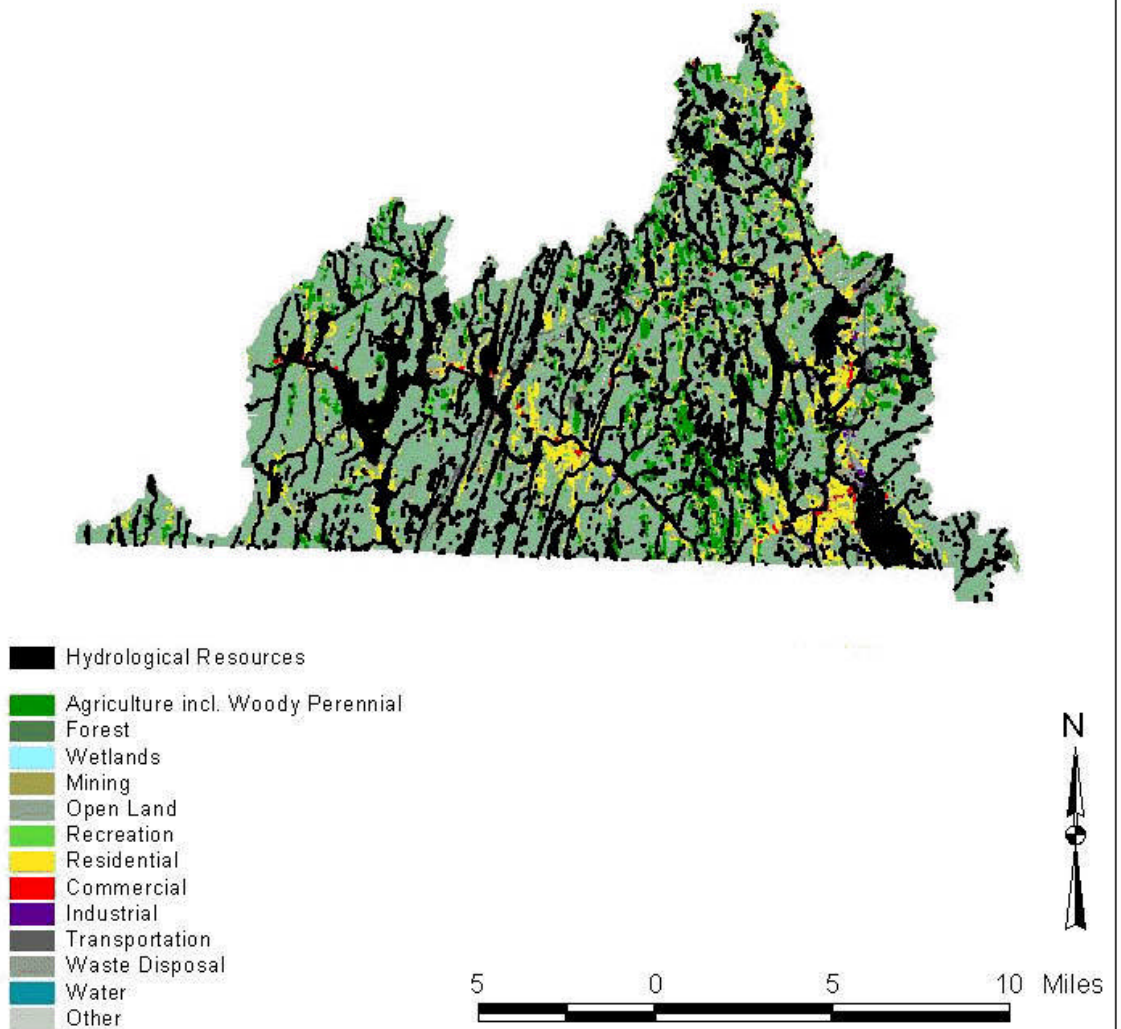 Hydrological Resources
Agriculture incl. Woody Perennial
Forest
Wetlands
Mining
Open Land
Recreation
Residential
Commercial
Industrial
Transportation
Waste Disposal
Water
Other
N
5 0 5 10 Miles